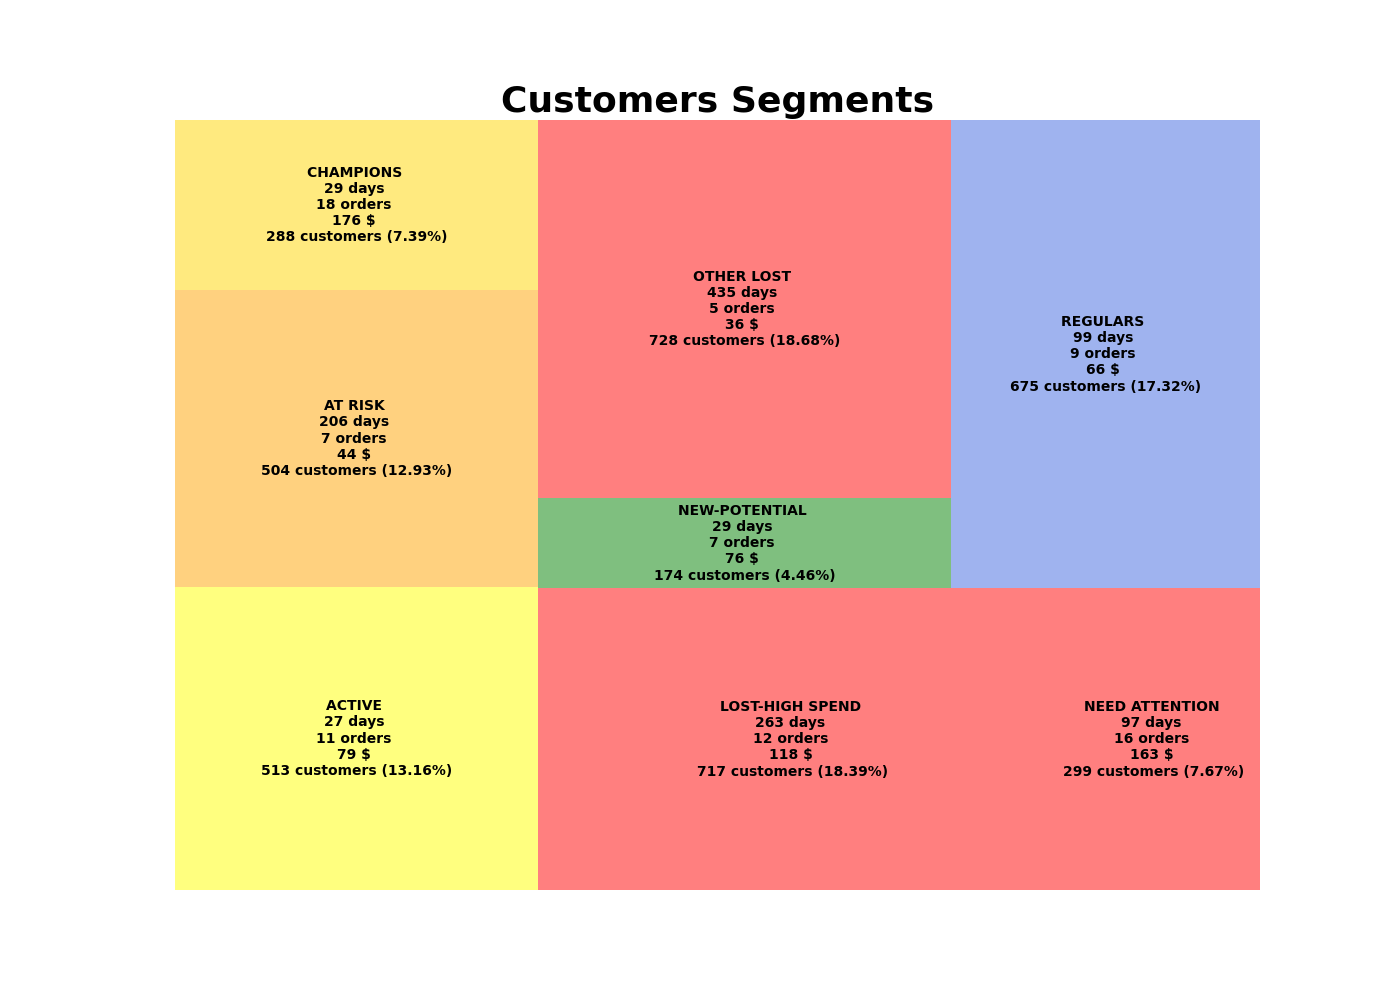 Customers Segments
CHAMPIONS
29 days
18 orders
176 $
288 customers (7.39%)
AT RISK
206 days
7 orders
44 $
504 customers (12.93%)
ACTIVE
27 days
11 orders
79 $
513 customers (13.16%)
OTHER LOST
435 days
5 orders
36 $
728 customers (18.68%)
NEW-POTENTIAL
29 days
7 orders
76 $
174 customers (4.46%)
REGULARS
99 days
9 orders
66 $
675 customers (17.32%)
LOST-HIGH SPEND
263 days
12 orders
118 $
717 customers (18.39%)
NEED ATTENTION
97 days
16 orders
163 $
299 customers (7.67%)